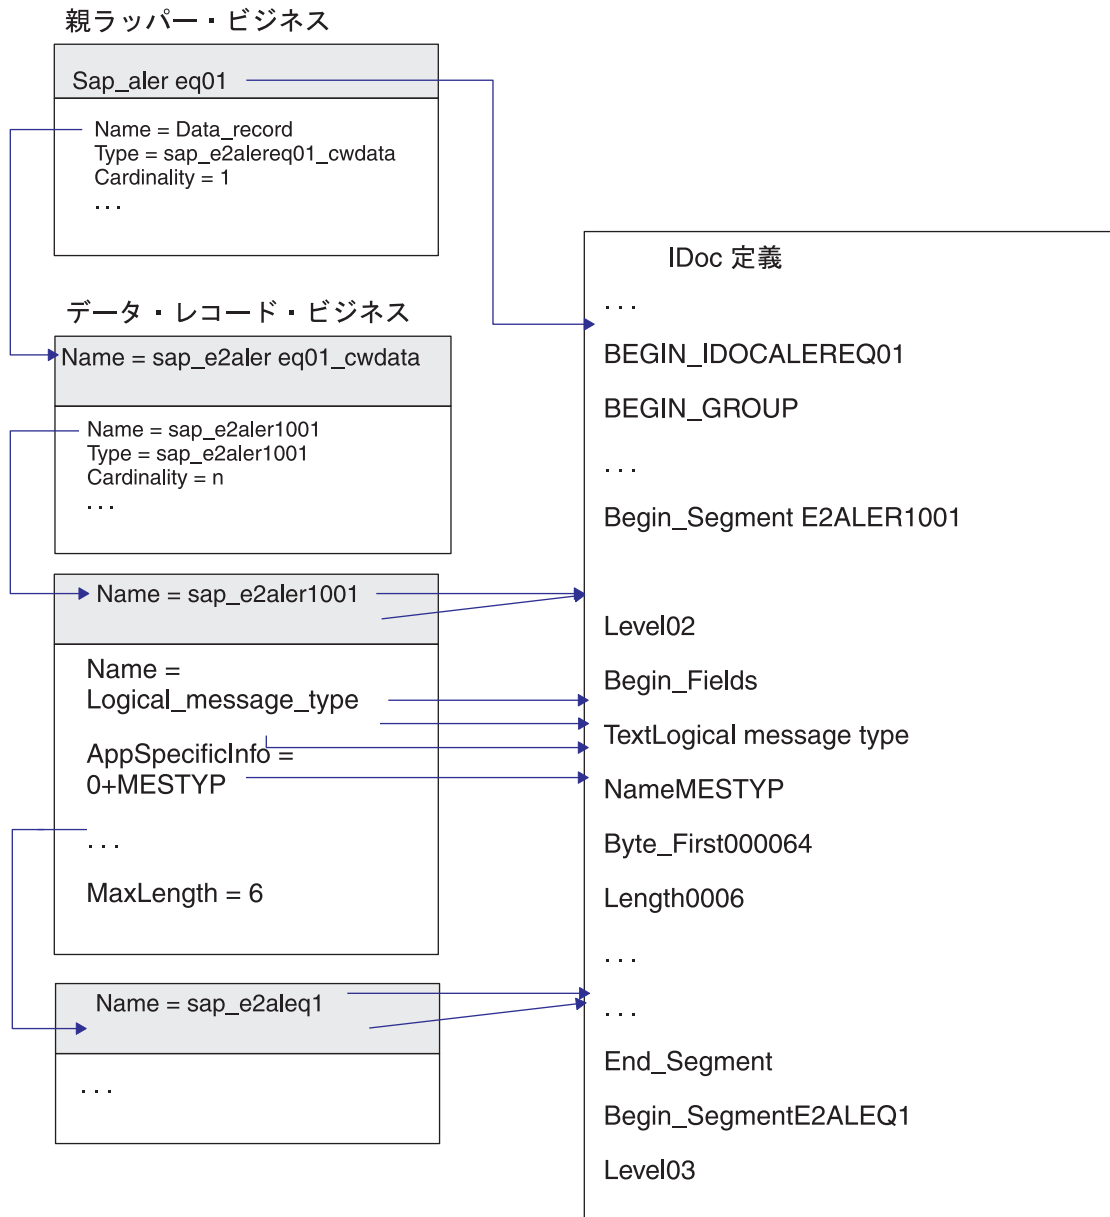 親ラッパー・ビジネス
Sap_aler eq01
Name = Data_record
Type = sap_e2alereq01_cwdata
Cardinality = 1
. . .
データ・レコード・ビジネス
Name = sap_e2aler eq01_cwdata
Name = sap_e2aler1001
Type = sap_e2aler1001
Cardinality = n
. . .
Name = sap_e2aler1001
Name =
Logical_message_type
AppSpecificInfo =
0+MESTYP
. . .
MaxLength = 6
Name = sap_e2aleq1
. . .
IDoc 定義
. . .
BEGIN_IDOCALEREQ01
BEGIN_GROUP
. . .
Begin_Segment E2ALER1001
Level02
Begin_Fields
TextLogical message type
NameMESTYP
Byte_First000064
Length0006
. . .
. . .
End_Segment
Begin_SegmentE2ALEQ1
Level03